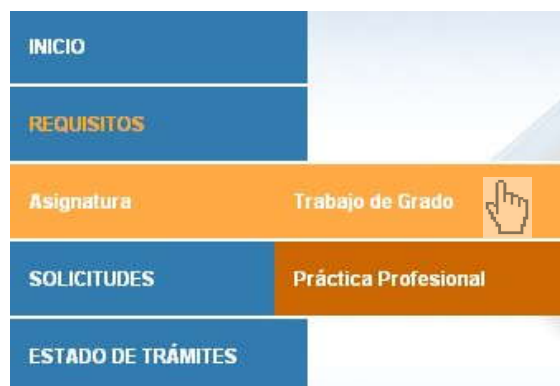 INICIO
REQUISITOS
Asignatura Trabajo de Grado
SOLICITUDES Práctica Profesional
ESTADO DE TRÁMITES